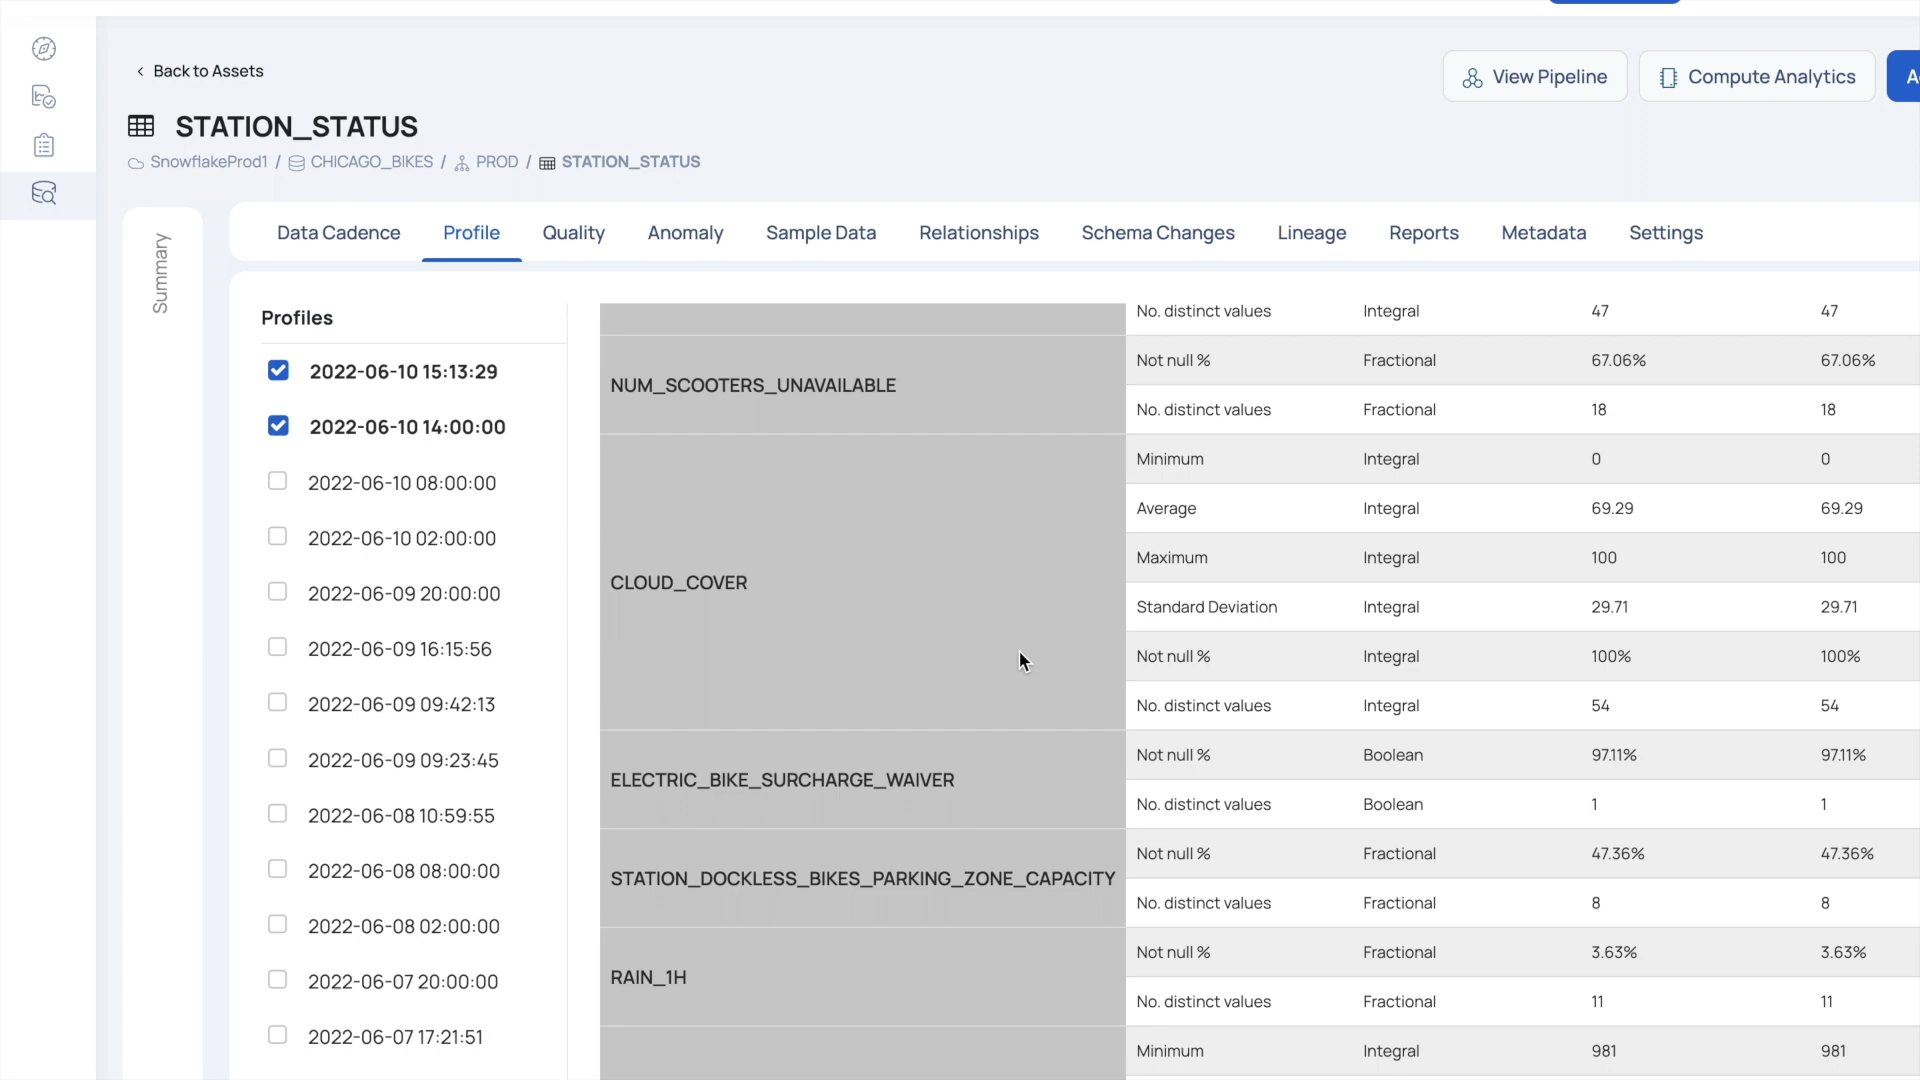 Back to Assets
View Pipeline
Compute Analytics
STATION_STATUS
SnowflakeProd1 / CHICAGO_BIKES / PROD / STATION_STATUS
Summary
Data Cadence Profile Quality Anomaly Sample Data Relationships Schema Changes Lineage Reports Metadata Settings
Profiles
2022-06-10 15:13:29
2022-06-10 14:00:00
2022-06-10 08:00:00
2022-06-10 02:00:00
2022-06-09 20:00:00
2022-06-09 16:15:56
2022-06-09 09:42:13
2022-06-09 09:23:45
2022-06-08 10:59:55
2022-06-08 08:00:00
2022-06-08 02:00:00
2022-06-07 20:00:00
2022-06-07 17:21:51
No. distinct values Integral 47 47
NUM_SCOOTERS_UNAVAILABLE
Not null % Fractional 67.06% 67.06%
No. distinct values Fractional 18 18
CLOUD_COVER
Minimum Integral 0 0
Average Integral 69.29 69.29
Maximum Integral 100 100
Standard Deviation Integral 29.71 29.71
Not null % Integral 100% 100%
No. distinct values Integral 54 54
ELECTRIC_BIKE_SURCHARGE_WAIVER
Not null % Boolean 97.11% 97.11%
No. distinct values Boolean 1 1
STATION_DOCKLESS_BIKES_PARKING_ZONE_CAPACITY
Not null % Fractional 47.36% 47.36%
No. distinct values Fractional 8 8
RAIN_1H
Not null % Fractional 3.63% 3.63%
No. distinct values Fractional 11 11
Minimum Integral 981 981